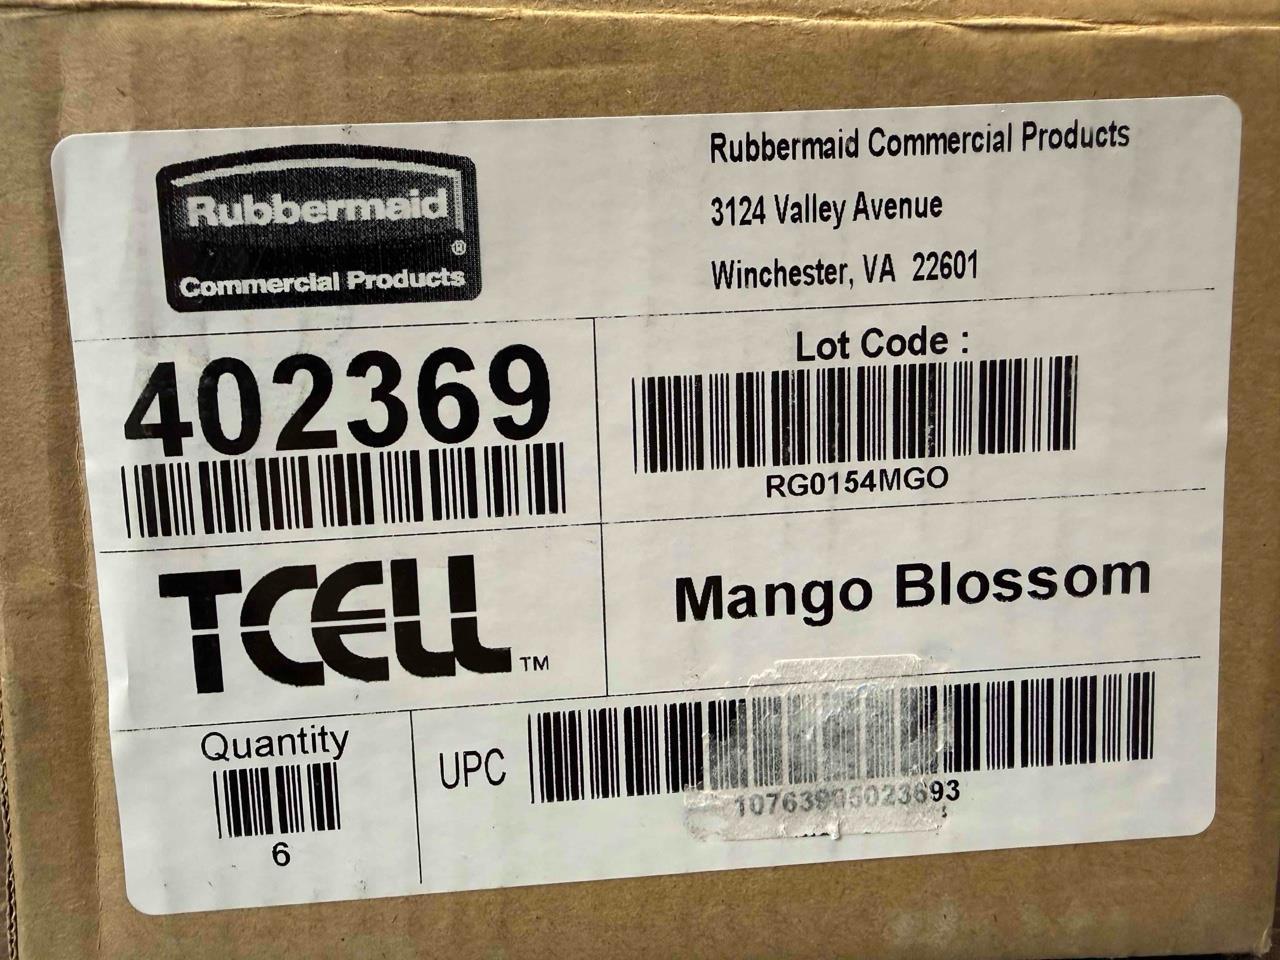 Rubbermaid
®
Commercial Products
Rubbermaid Commercial Products
3124 Valley Avenue
Winchester, VA 22601
402369
Lot Code :
RG0154MGO
TCELL™
Mango Blossom
Quantity
6
UPC